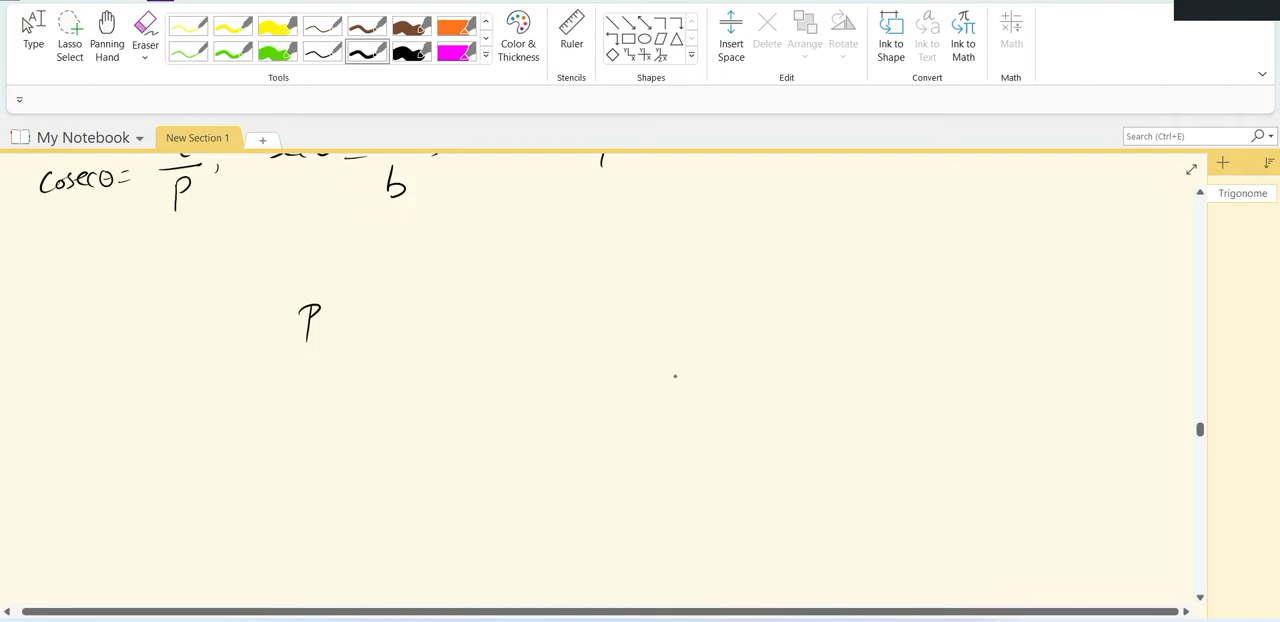 Type
Lasso Select
Panning Hand
Eraser
Color & Thickness
Ruler
Insert Space
Delete
Arrange
Rotate
Ink to Shape
Ink to Text
Ink to Math
Math
Tools
Stencils
Shapes
Edit
Convert
Math
My Notebook
New Section 1
Search (Ctrl+E)
Trigonome
cosecθ = /P ,
b
P